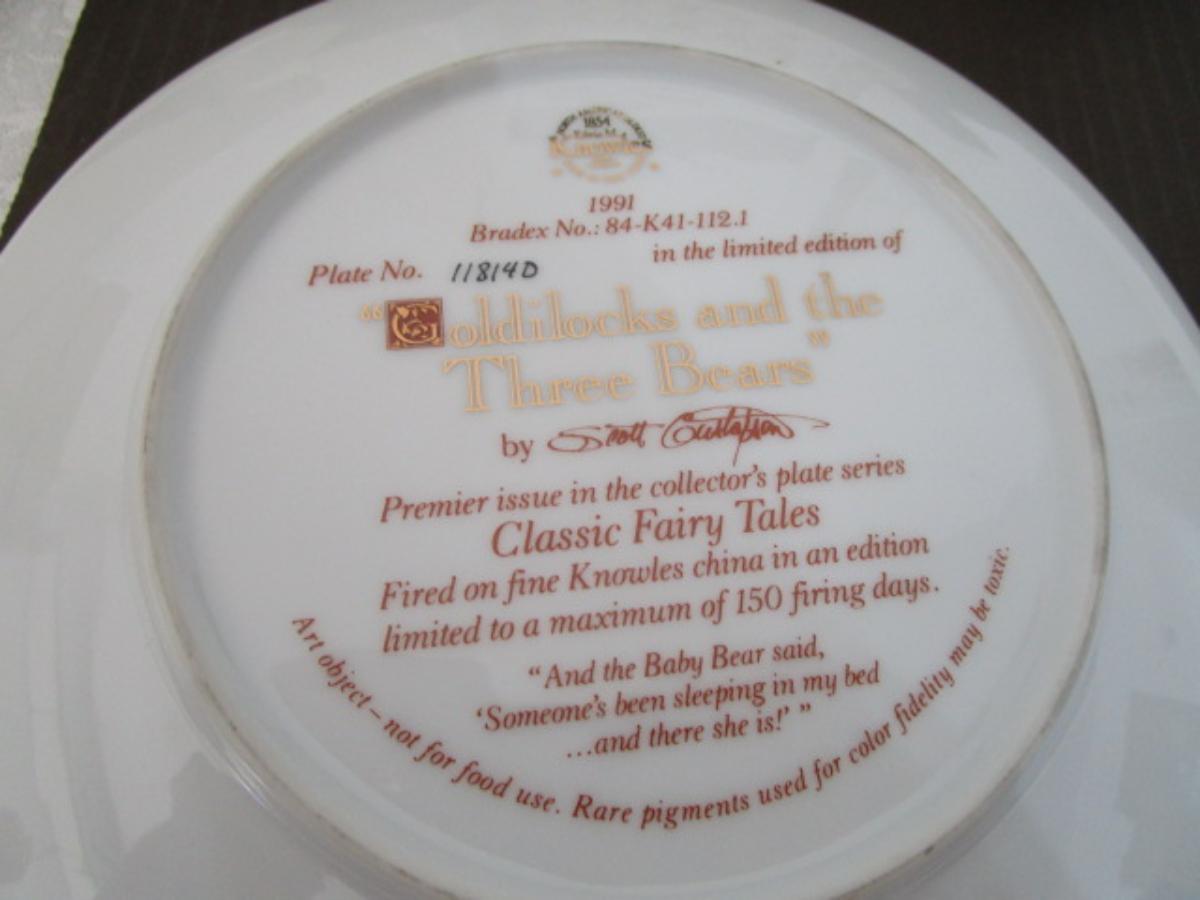 1854
Knowles
1991
Bradex No.: 84-K41-112.1
Plate No. 11814D in the limited edition of
“Goldilocks and the
Three Bears”
by Scott Gustafson
Premier issue in the collector's plate series
Classic Fairy Tales
Fired on fine Knowles china in an edition
limited to a maximum of 150 firing days.
“And the Baby Bear said,
‘Someone's been sleeping in my bed
...and there she is!’ ”
Art object – not for food use. Rare pigments used for color fidelity may be toxic.